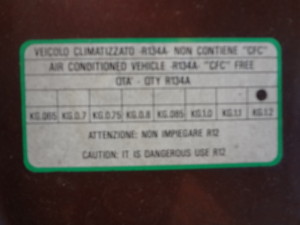 VEICOLO CLIMATIZZATO -R134A- NON CONTIENE "CFC"
AIR CONDITIONED VEHICLE -R134A- "CFC" FREE
QTA' - QTY R134A
KG.0.65 KG.0.7 KG.0.75 KG.0.8 KG.0.85 KG.1.0 KG.1.1 KG.1.2
ATTENZIONE: NON IMPIEGARE R12
CAUTION: IT IS DANGEROUS USE R12